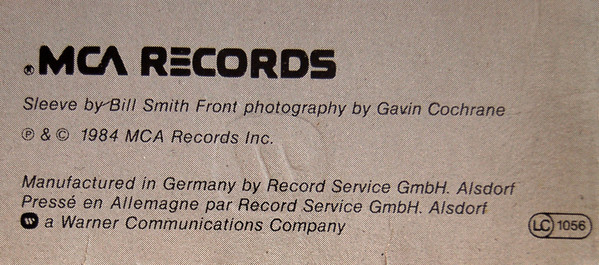 ® MCA RECORDS
Sleeve by Bill Smith Front photography by Gavin Cochrane
℗ & © 1984 MCA Records Inc.
Manufactured in Germany by Record Service GmbH. Alsdorf
Pressé en Allemagne par Record Service GmbH. Alsdorf
a Warner Communications Company
LC 1056